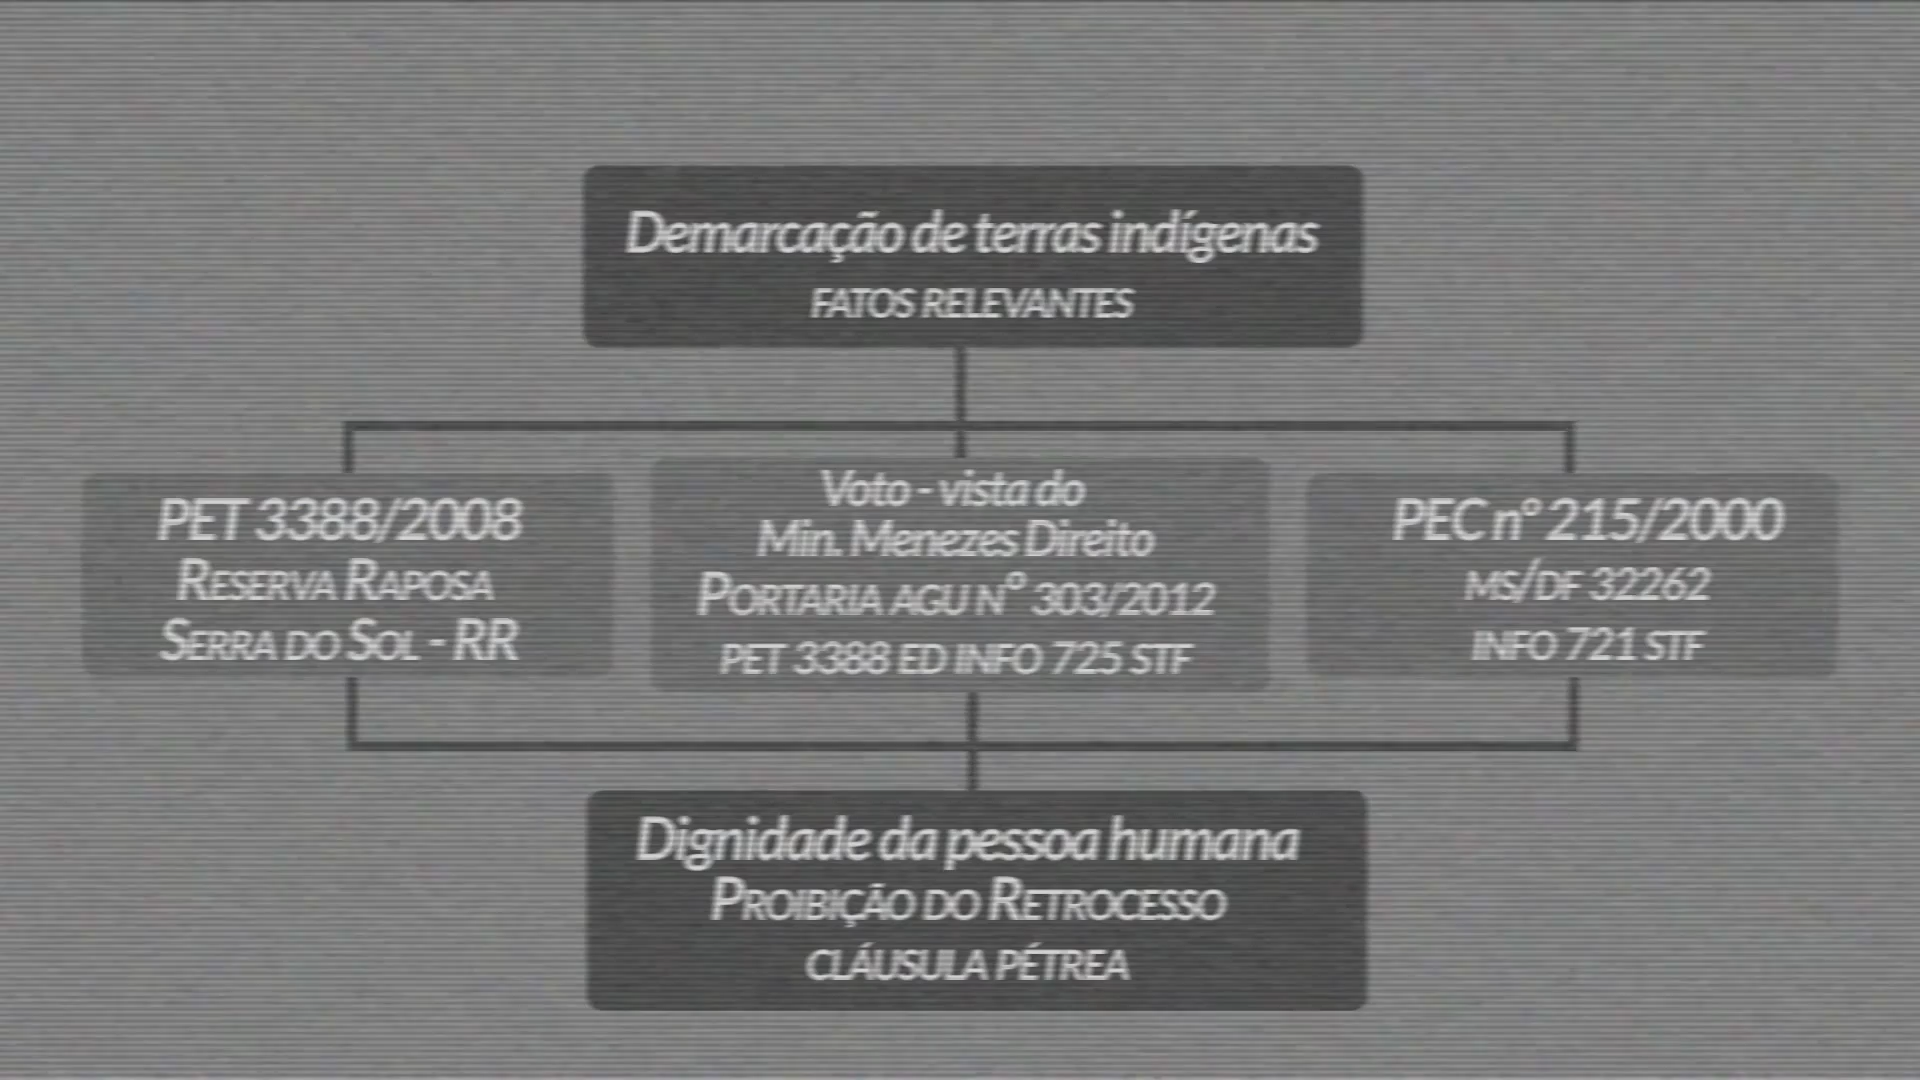 Demarcação de terras indígenas
FATOS RELEVANTES
PET 3388/2008
RESERVA RAPOSA
SERRA DO SOL - RR
Voto - vista do
Min. Menezes Direito
PORTARIA AGU Nº 303/2012
PET 3388 ED INFO 725 STF
PEC nº 215/2000
MS/DF 32262
INFO 721 STF
Dignidade da pessoa humana
PROIBIÇÃO DO RETROCESSO
CLÁUSULA PÉTREA